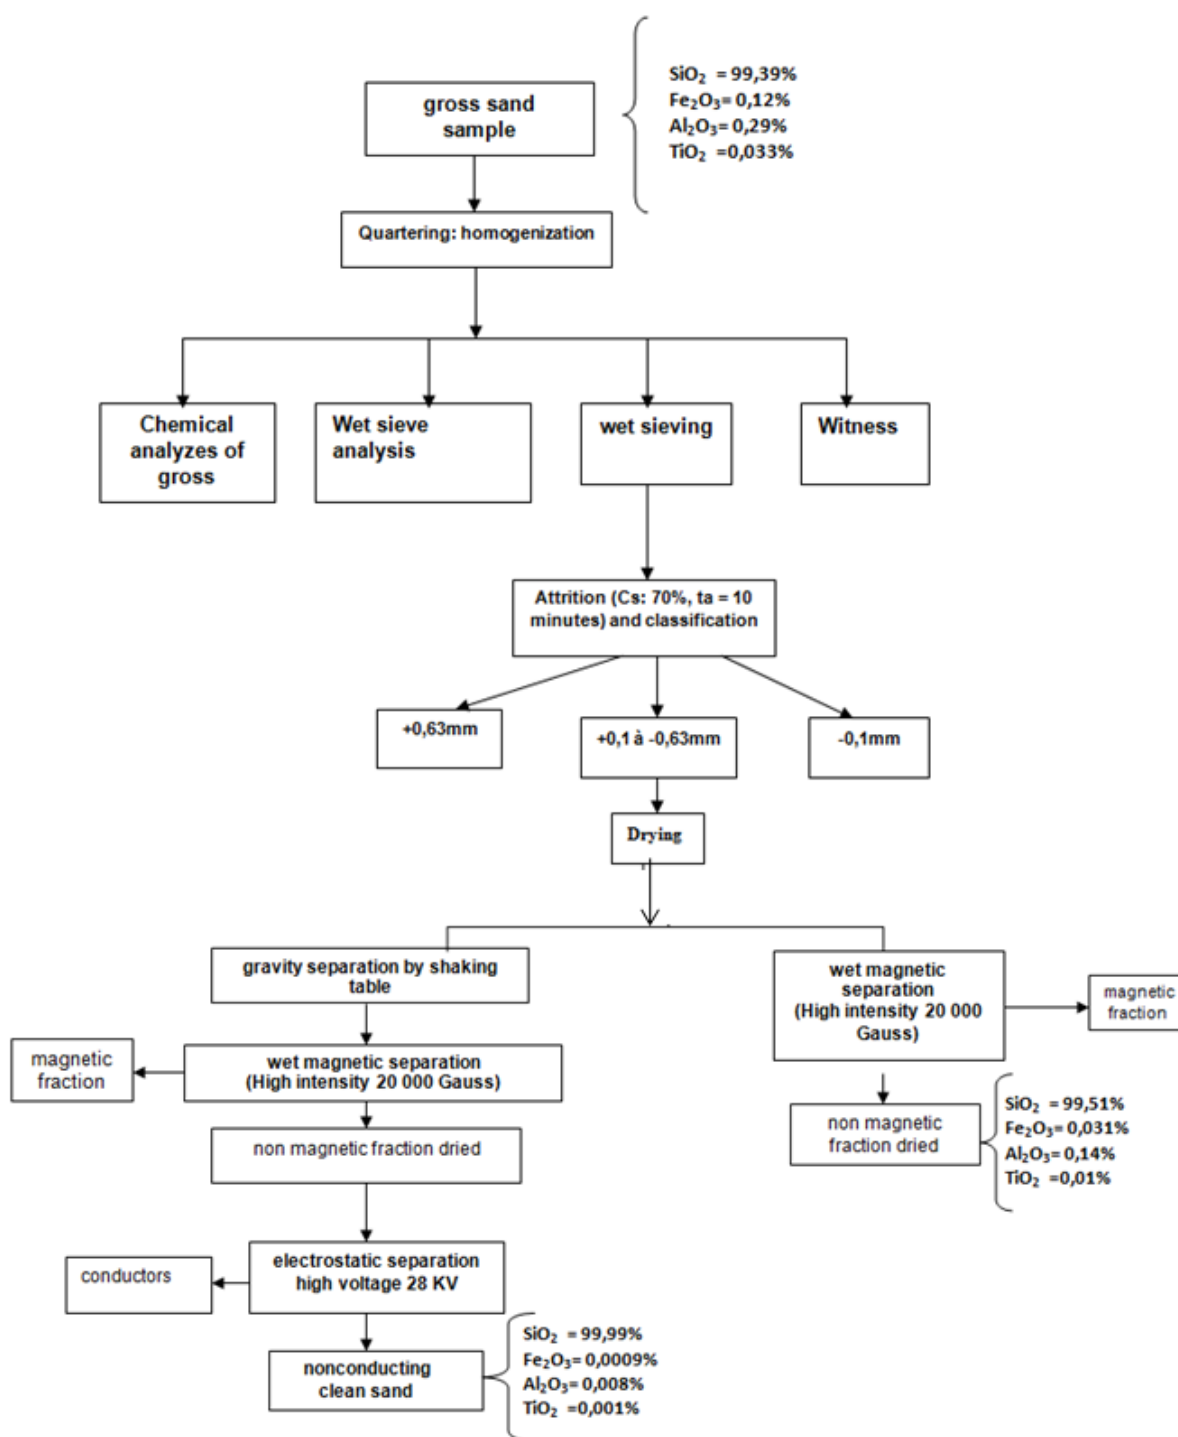 gross sand
sample
SiO₂ = 99,39%
Fe₂O₃= 0,12%
Al₂O₃= 0,29%
TiO₂ =0,033%
Quartering: homogenization
Chemical
analyzes of
gross
Wet sieve
analysis
wet sieving
Witness
Attrition (Cs: 70%, ta = 10
minutes) and classification
+0,63mm
+0,1 à -0,63mm
-0,1mm
Drying
gravity separation by shaking
table
wet magnetic
separation
(High intensity 20 000
Gauss)
magnetic
fraction
magnetic
fraction
wet magnetic separation
(High intensity 20 000 Gauss)
non magnetic
fraction dried
SiO₂ = 99,51%
Fe₂O₃= 0,031%
Al₂O₃= 0,14%
TiO₂ =0,01%
non magnetic fraction dried
conductors
electrostatic separation
high voltage 28 KV
nonconducting
clean sand
SiO₂ = 99,99%
Fe₂O₃= 0,0009%
Al₂O₃= 0,008%
TiO₂ =0,001%